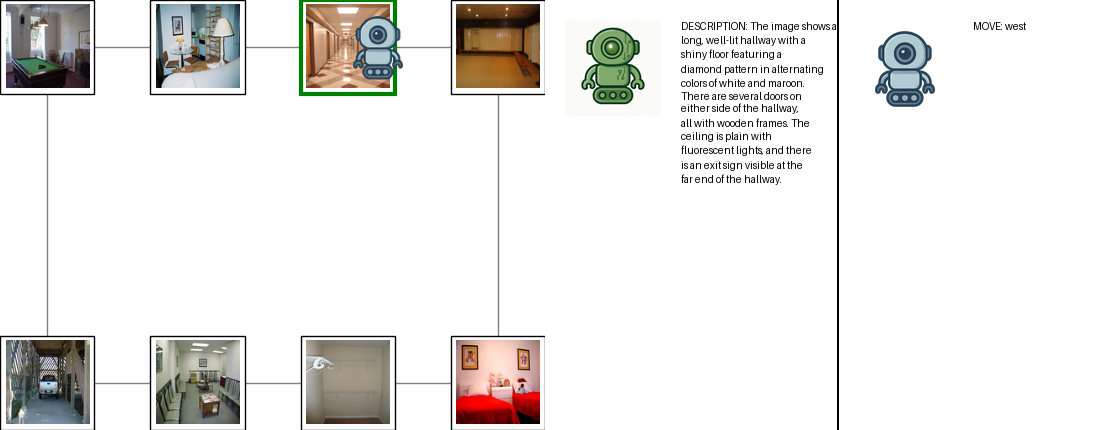 DESCRIPTION: The image shows a
long, well-lit hallway with a
shiny floor featuring a
diamond pattern in alternating
colors of white and maroon.
There are several doors on
either side of the hallway,
all with wooden frames. The
ceiling is plain with
fluorescent lights, and there
is an exit sign visible at the
far end of the hallway.
MOVE: west